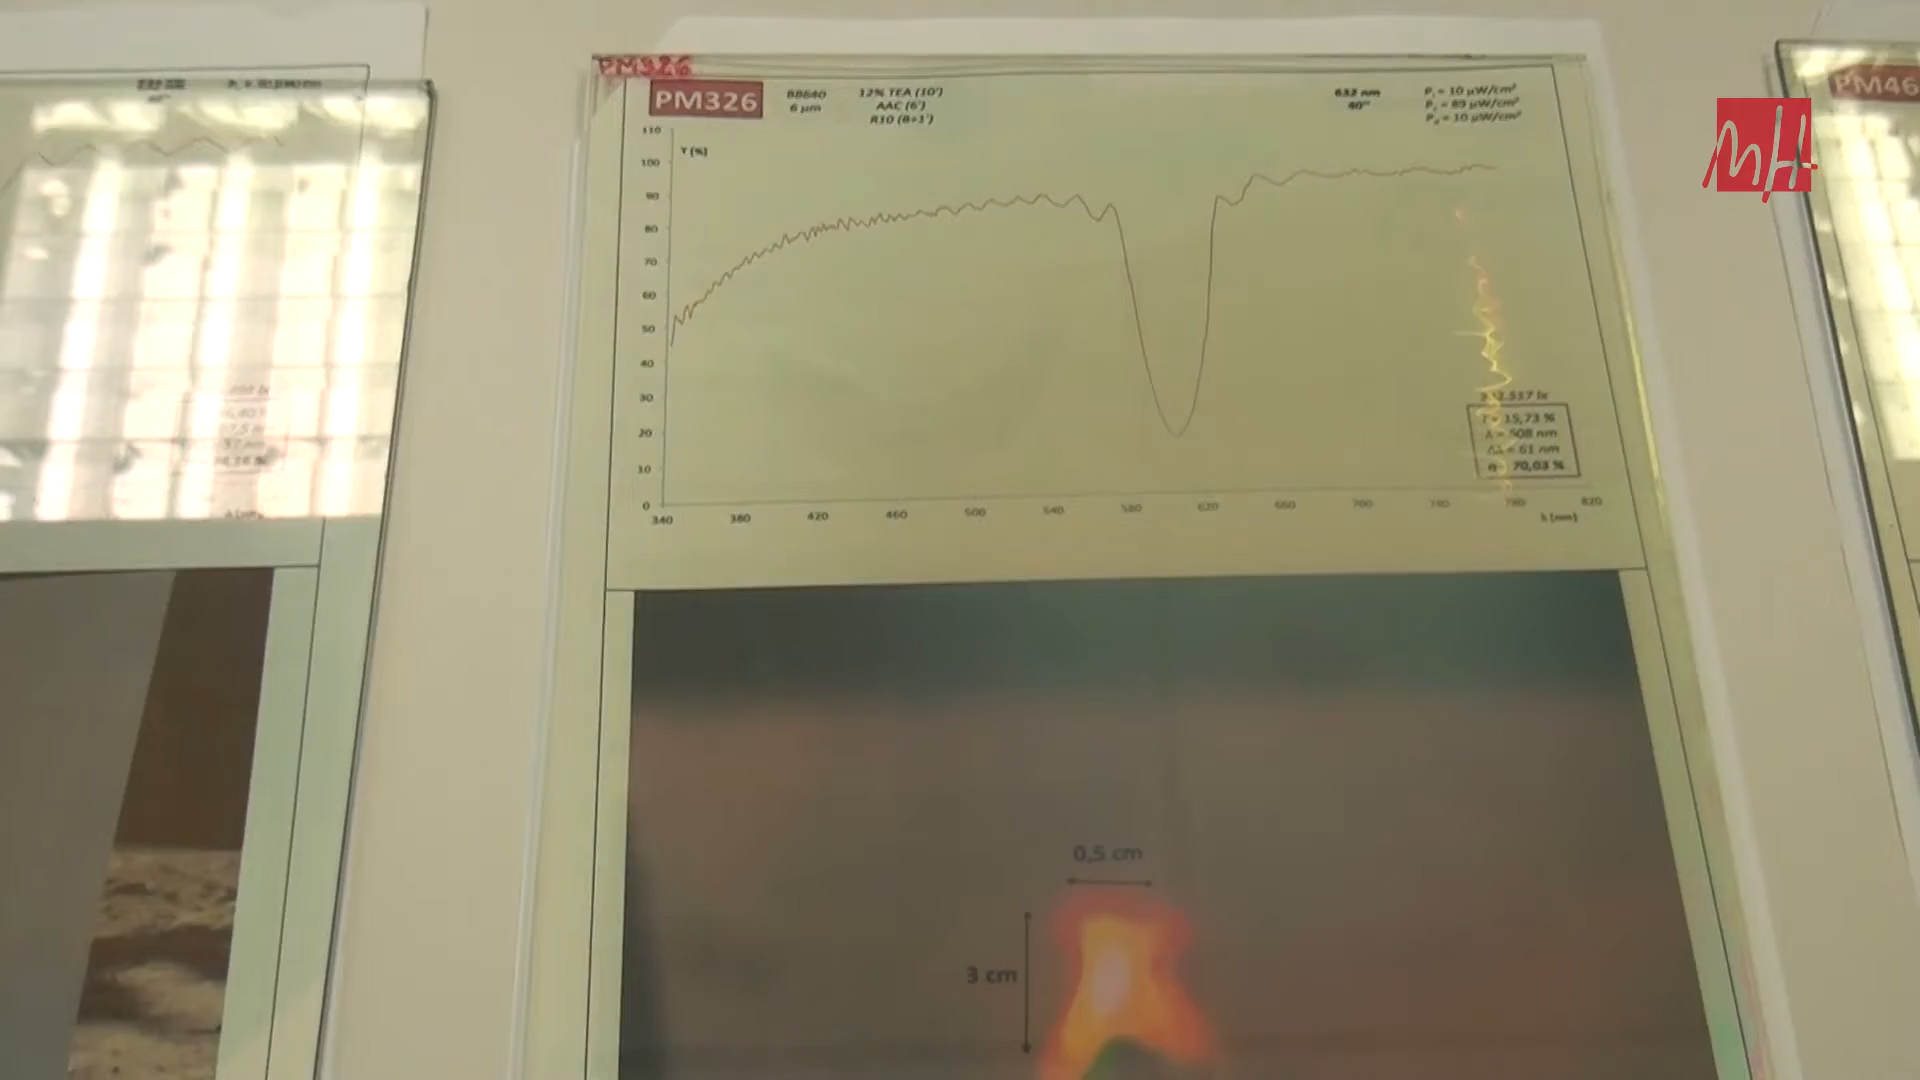 PM326
PM326
BB640
6 µm
12% TEA (10')
AAC (6')
R10 (8+1')
632 nm
40''
P = 10 µW/cm²
P = 89 µW/cm²
P = 10 µW/cm²
PM46
MH
T (%)
110
100
90
80
70
60
50
40
30
20
10
0
340 380 420 460 500 540 580 620 660 700 740 780 820
λ [nm]
.517 lx
15,73 %
λ = 608 nm
Δλ = 61 nm
η = 70,03 %
0,5 cm
3 cm